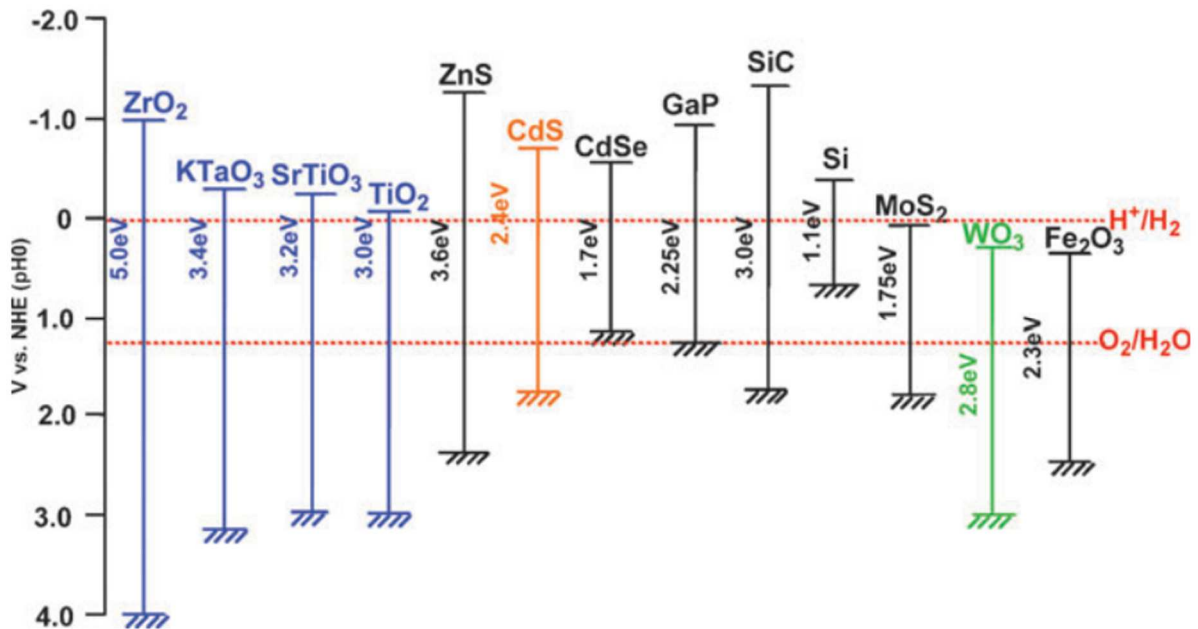 V vs. NHE (pH0)
-2.0
-1.0
0
1.0
2.0
3.0
4.0
ZrO₂
5.0eV
KTaO₃
3.4eV
SrTiO₃
3.2eV
TiO₂
3.0eV
ZnS
3.6eV
CdS
2.4eV
CdSe
1.7eV
GaP
2.25eV
SiC
3.0eV
Si
1.1eV
MoS₂
1.75eV
WO₃
2.8eV
Fe₂O₃
2.3eV
H⁺/H₂
O₂/H₂O